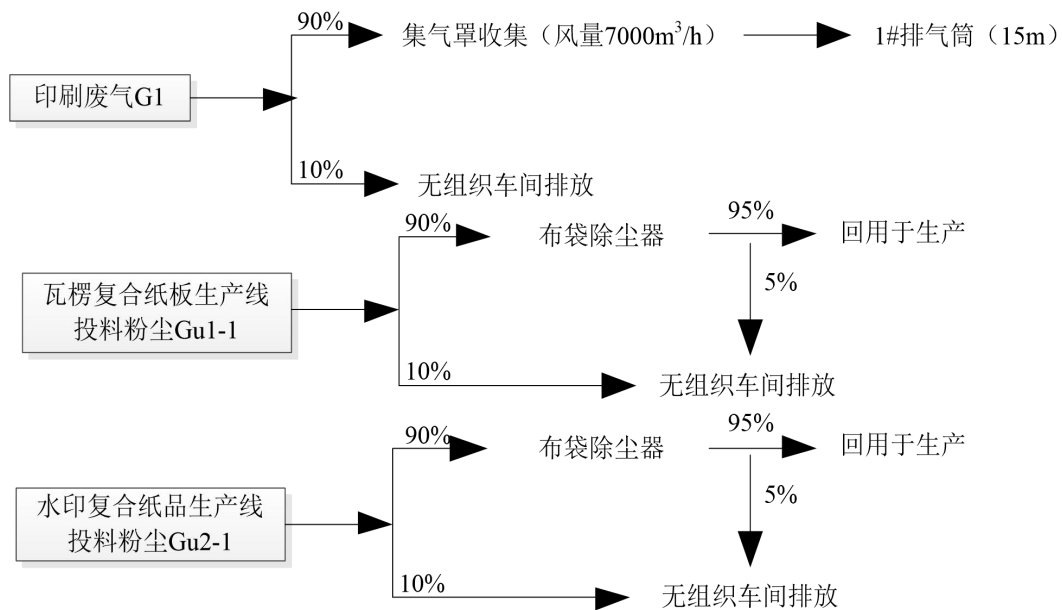 90%
集气罩收集（风量7000m³/h）
1#排气筒（15m）
印刷废气G1
10%
无组织车间排放
90%
布袋除尘器
95%
回用于生产
5%
瓦楞复合纸板生产线
投料粉尘Gu1-1
10%
无组织车间排放
90%
布袋除尘器
95%
回用于生产
5%
水印复合纸品生产线
投料粉尘Gu2-1
10%
无组织车间排放